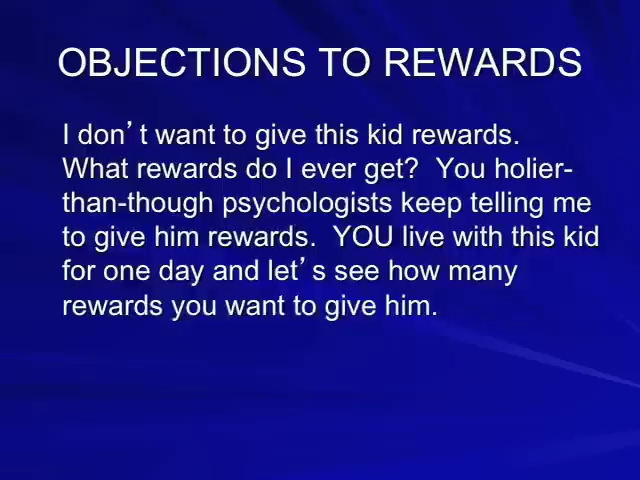 OBJECTIONS TO REWARDS
I don’t want to give this kid rewards.
What rewards do I ever get?  You holier-
than-though psychologists keep telling me
to give him rewards.  YOU live with this kid
for one day and let’s see how many
rewards you want to give him.